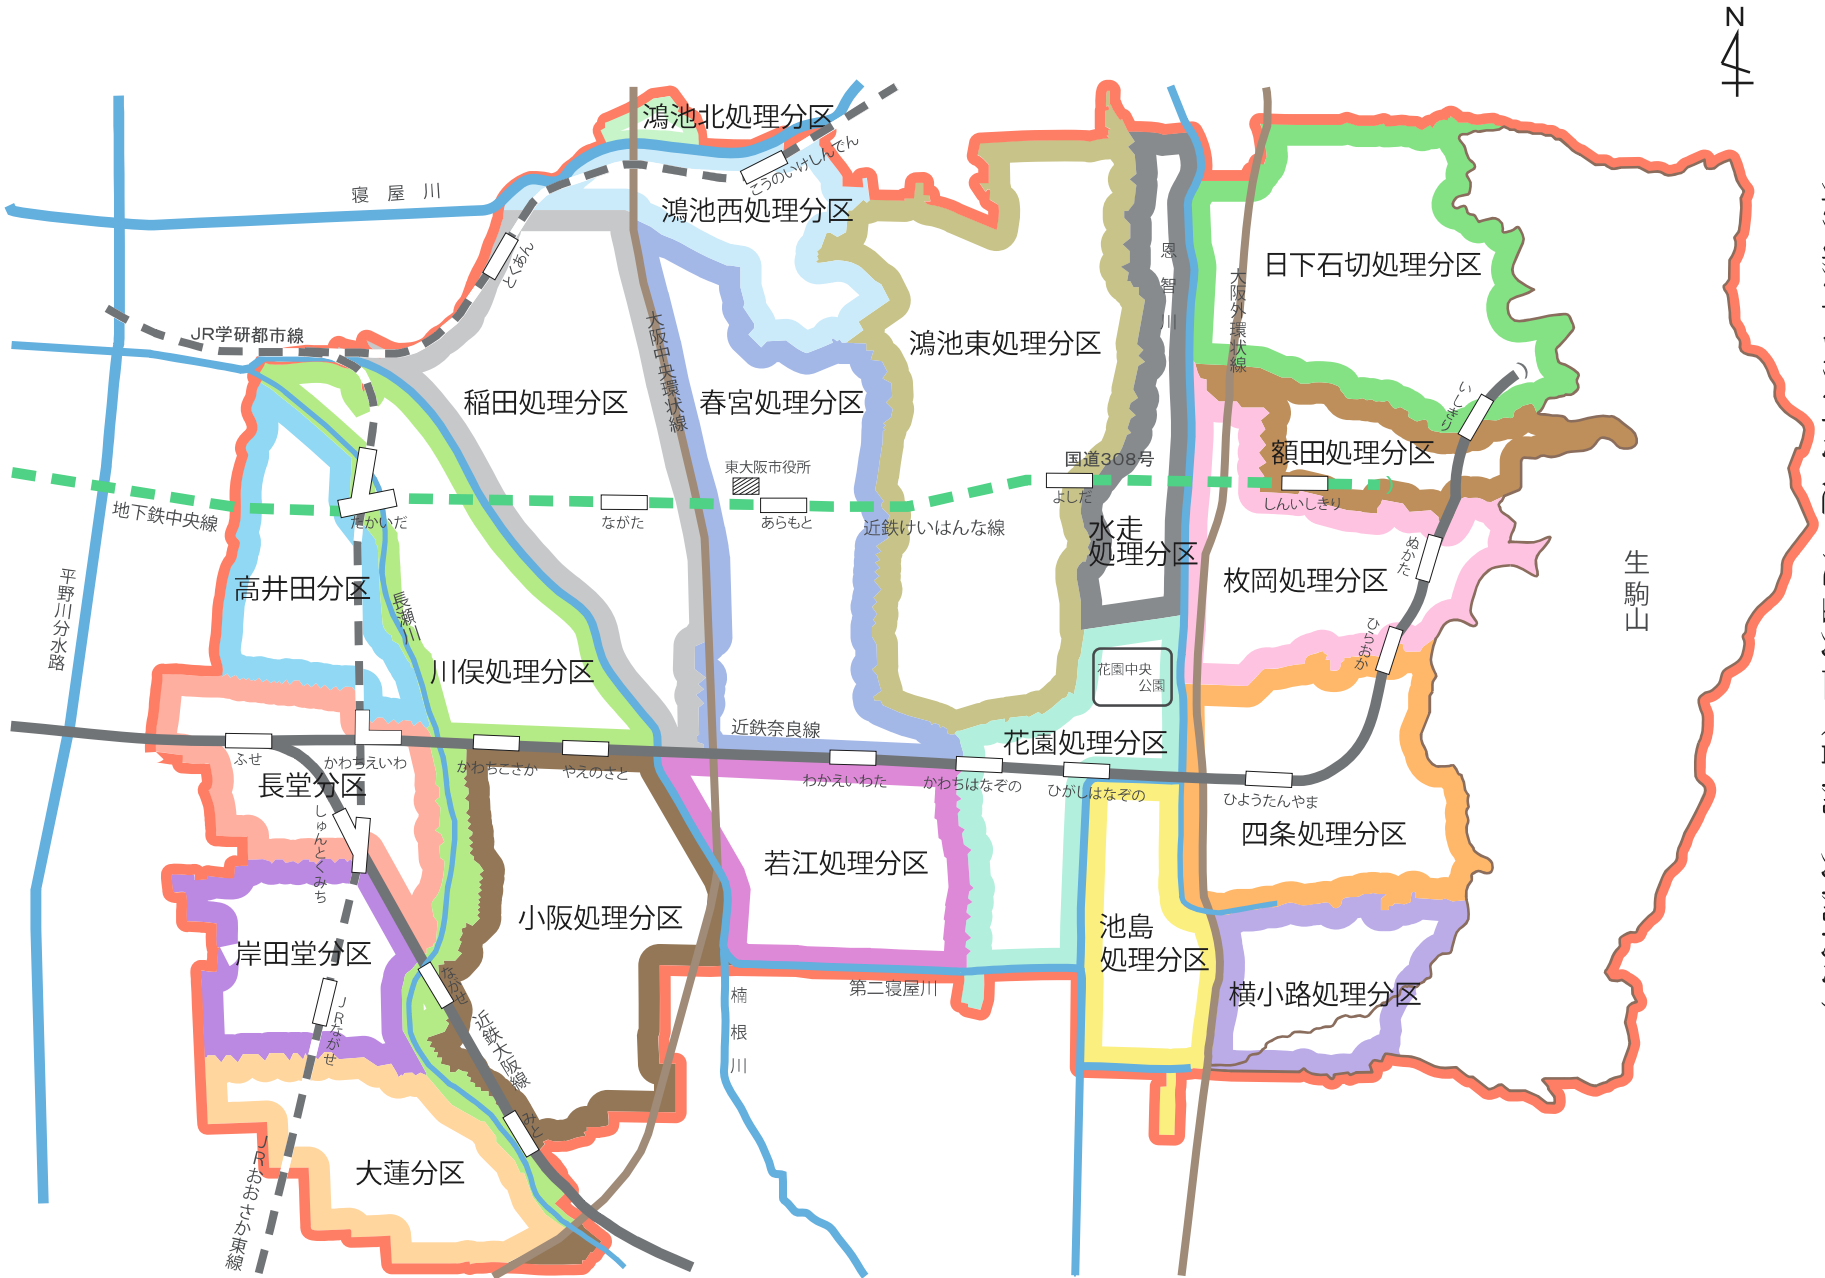 N
鴻池北処理分区
こうのいけしんでん
寝屋川
鴻池西処理分区
とくあん
恩智川
日下石切処理分区
大阪外環状線
JR学研都市線
大阪中央環状線
鴻池東処理分区
稲田処理分区
春宮処理分区
いしきり
額田処理分区
国道308号
東大阪市役所
よしだ
しんいしきり
地下鉄中央線
たかいだ
ながた
あらもと
近鉄けいはんな線
水走
処理分区
ぬかた
生駒山
高井田分区
枚岡処理分区
平野川分水路
長瀬川
ひらおか
川俣処理分区
花園中央
公園
近鉄奈良線
花園処理分区
ふせ
かわちえいわ
かわちこさか
やえのさと
わかえいわた
かわちはなぞの
ひがしはなぞの
ひようたんやま
長堂分区
しゅんとくみち
四条処理分区
若江処理分区
小阪処理分区
池島
処理分区
岸田堂分区
ながせ
JRながせ
第二寝屋川
楠根川
横小路処理分区
近鉄大阪線
みと
JRおおさか東線
大蓮分区